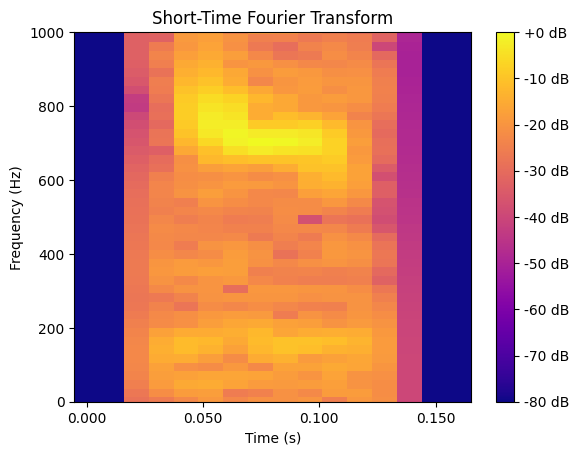 Short-Time Fourier Transform
Frequency (Hz)
1000
800
600
400
200
0
0.000 0.050 0.100 0.150
Time (s)
+0 dB
-10 dB
-20 dB
-30 dB
-40 dB
-50 dB
-60 dB
-70 dB
-80 dB